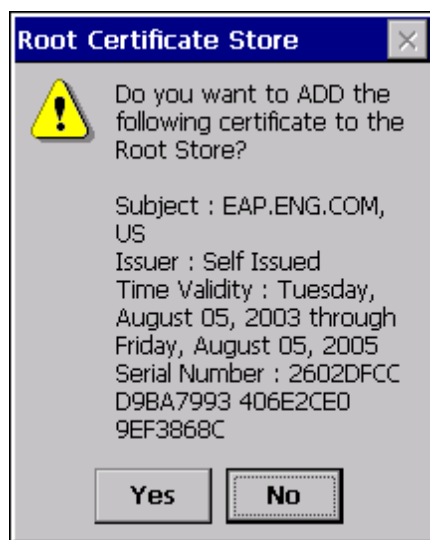 Root Certificate Store
Do you want to ADD the
following certificate to the
Root Store?
Subject : EAP.ENG.COM,
US
Issuer : Self Issued
Time Validity : Tuesday,
August 05, 2003 through
Friday, August 05, 2005
Serial Number : 2602DFCC
D9BA7993 406E2CE0
9EF3868C
Yes No